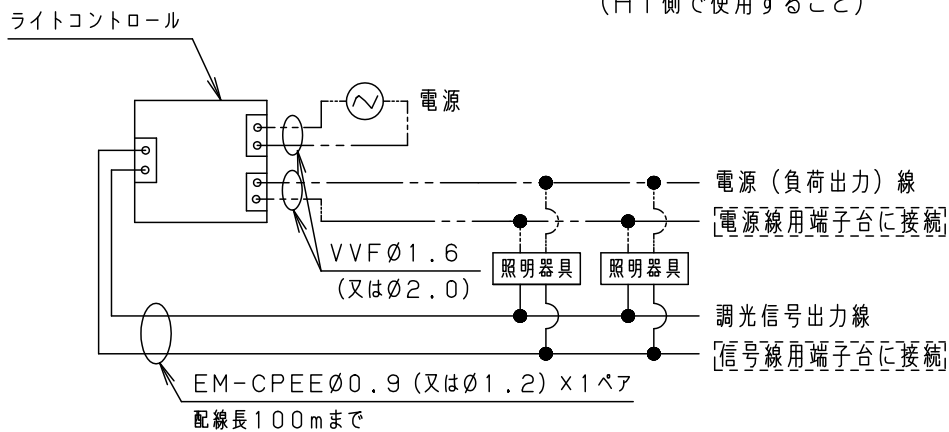 (HI側で使用すること)
ライトコントロール
電源
電源(負荷出力)線
電源線用端子台に接続
VVFØ1.6
(又はØ2.0)
照明器具 照明器具
調光信号出力線
信号線用端子台に接続
EM-CPEEØ0.9(又はØ1.2)×1ペア
配線長100mまで